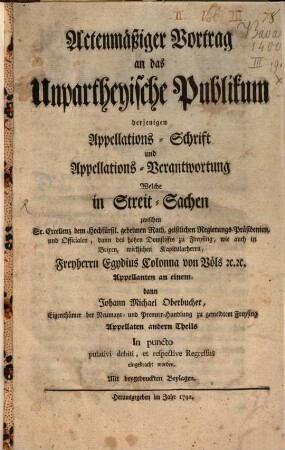 Actenmäßiger Vortrag
an das
Unpartheyische Publikum
derjenigen
Appellations-Schrift
und
Appellations-Verantwortung
Welche
in Streit-Sachen
zwischen
Sr. Exellenz dem Hochfürstl. geheimen Rath, geistlichen Regierungs-Präsidenten,
und Officialen, dann des hohen Domstifts zu Freysing, wie auch in
Brixen, wirklichen Kapitularherrn,
Freyherrn Egydius Colonna von Völs ꝛc. ꝛc.
Appellanten an einem-
dann
Johann Michael Oberbucher,
Eigenthümer der Neumayr- und Prenner-Handlung zu gemeldtem Freysing
Appellaten andern Theils
In puncto
putativi debiti, et respective Regressus
eingebracht worden.
Mit beygedruckten Beylagen.
Herausgegeben im Jahr 1792.